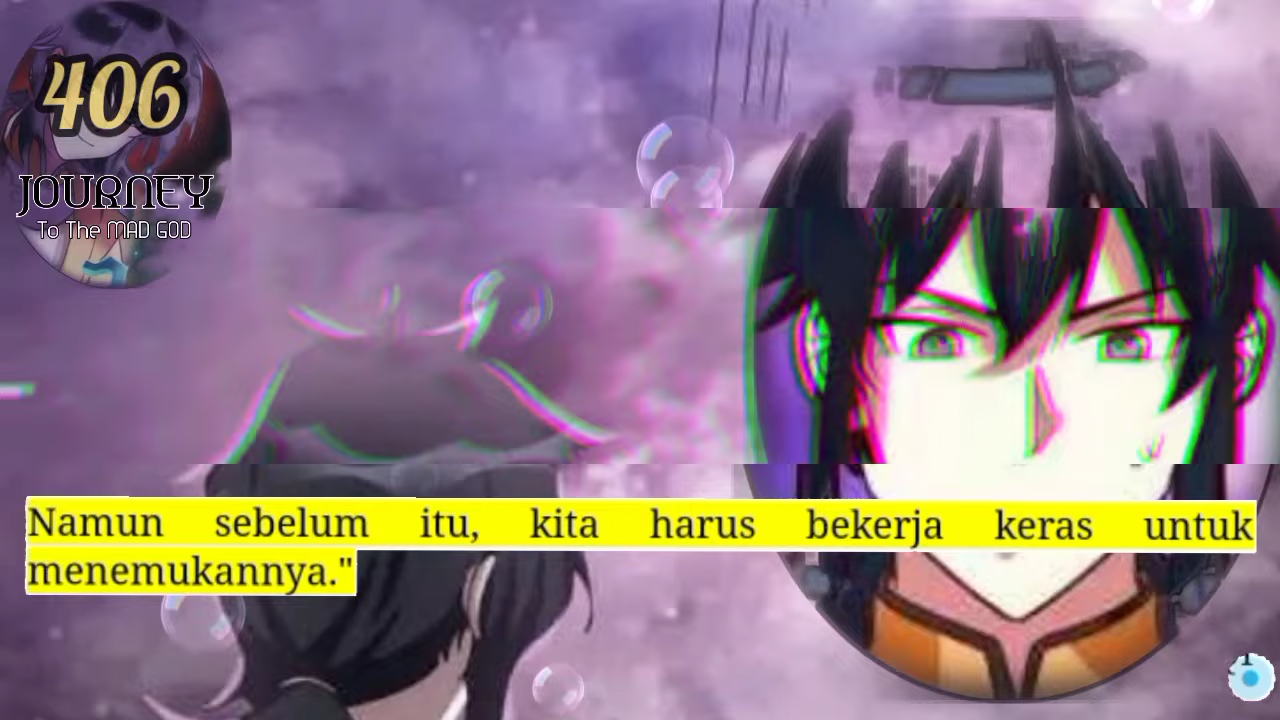 406
JOURNEY
To The MAD GOD
Namun sebelum itu, kita harus bekerja keras untuk
menemukannya."